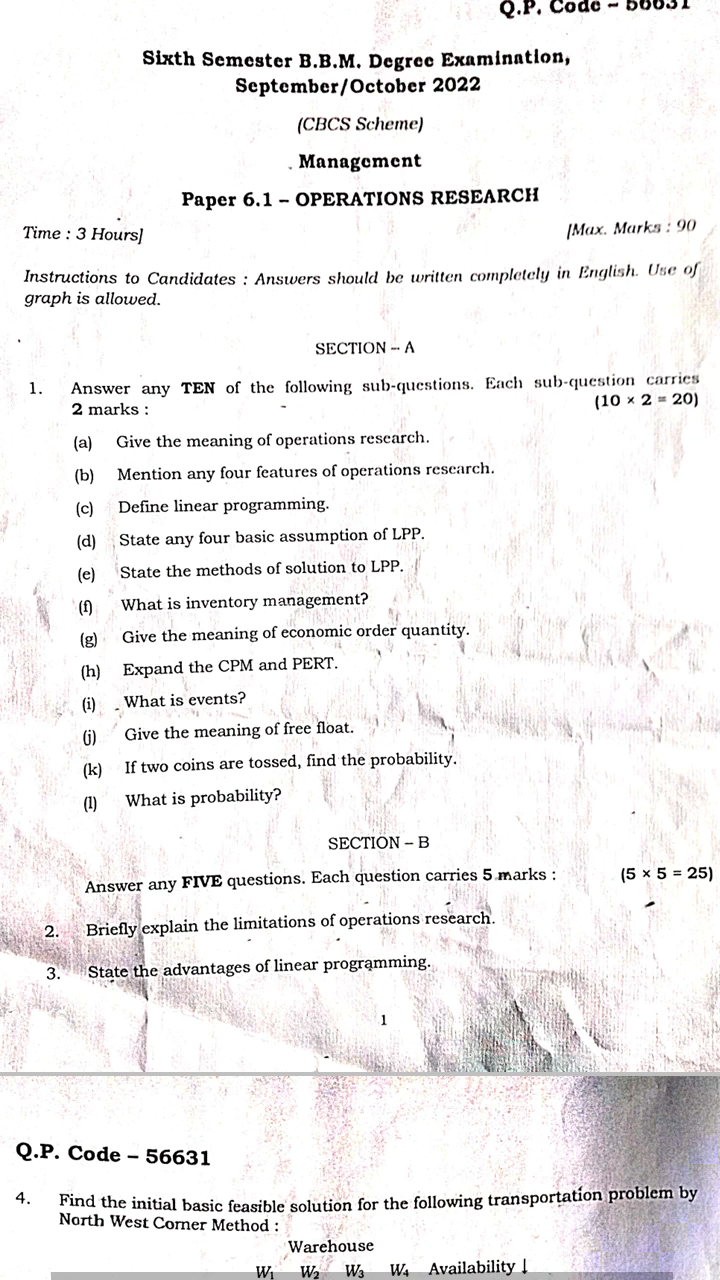 Q.P. Code – 56631
Sixth Semester B.B.M. Degree Examination,
September/October 2022
(CBCS Scheme)
Management
Paper 6.1 – OPERATIONS RESEARCH
Time : 3 Hours] [Max. Marks : 90
Instructions to Candidates : Answers should be written completely in English. Use of
graph is allowed.
SECTION – A
1. Answer any TEN of the following sub-questions. Each sub-question carries
2 marks : (10 × 2 = 20)
(a) Give the meaning of operations research.
(b) Mention any four features of operations research.
(c) Define linear programming.
(d) State any four basic assumption of LPP.
(e) State the methods of solution to LPP.
(f) What is inventory management?
(g) Give the meaning of economic order quantity.
(h) Expand the CPM and PERT.
(i) What is events?
(j) Give the meaning of free float.
(k) If two coins are tossed, find the probability.
(l) What is probability?
SECTION – B
Answer any FIVE questions. Each question carries 5 marks : (5 × 5 = 25)
2. Briefly explain the limitations of operations research.
3. State the advantages of linear programming.
1
Q.P. Code – 56631
4. Find the initial basic feasible solution for the following transportation problem by
North West Corner Method :
Warehouse
W₁ W₂ W₃ W₄ Availability ↓